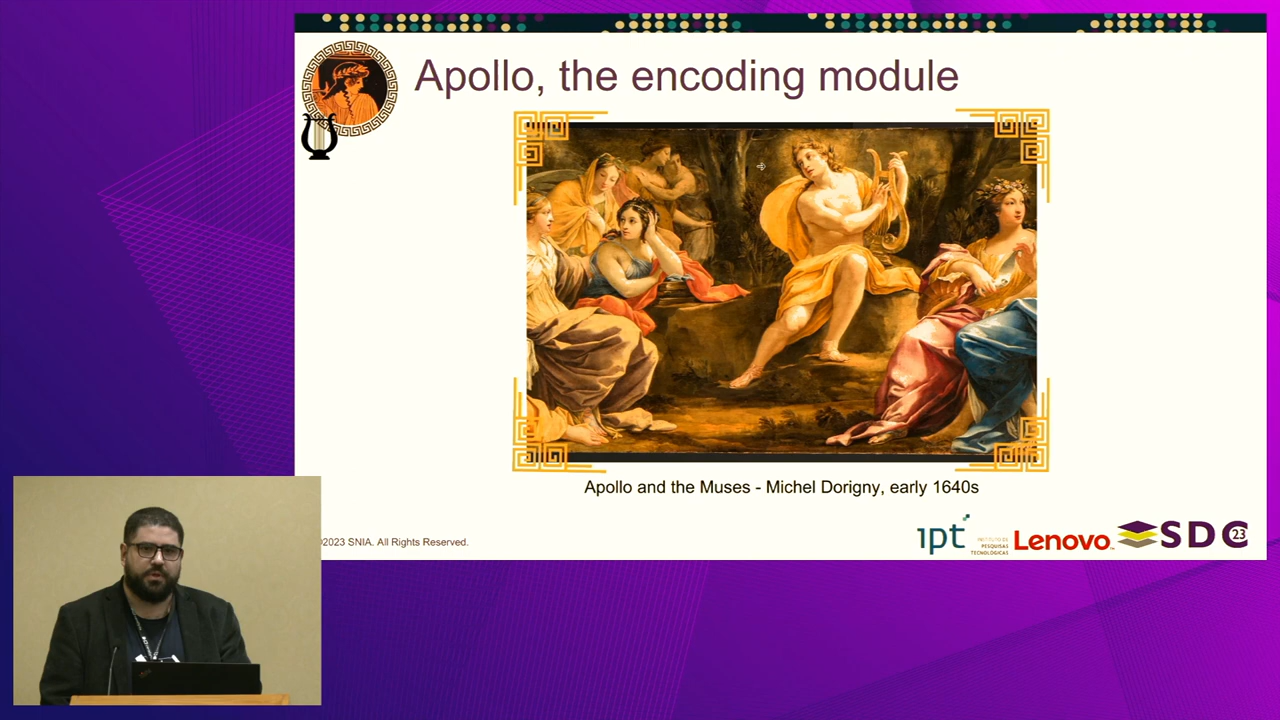 Apollo, the encoding module
Apollo and the Muses - Michel Dorigny, early 1640s
2023 SNIA. All Rights Reserved.
ipt
INSTITUTO DE
PESQUISAS
TECNOLÓGICAS
Lenovo
SDC
23